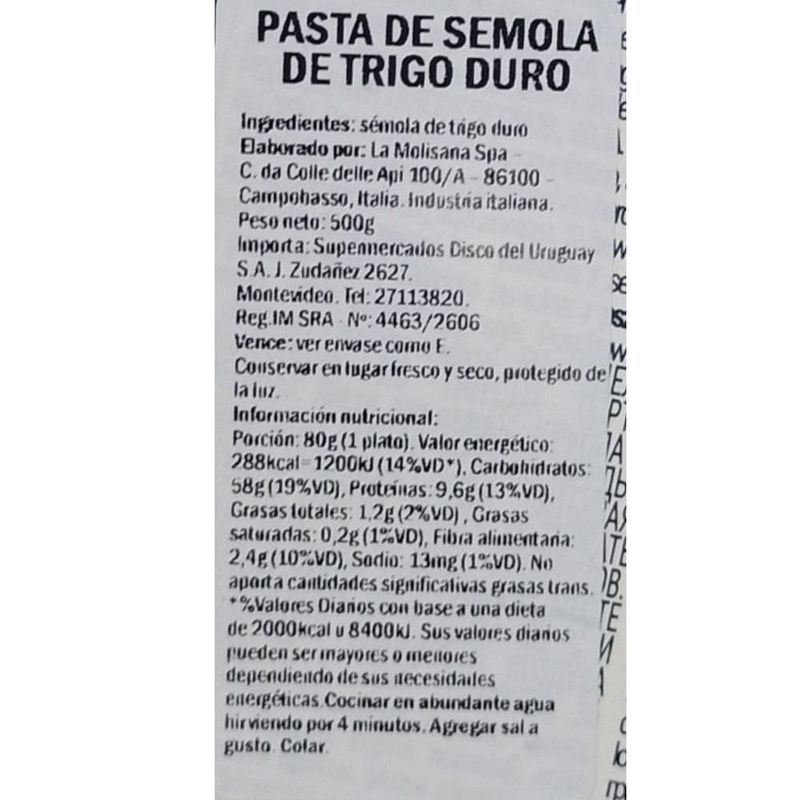 PASTA DE SEMOLA
DE TRIGO DURO
Ingredientes: sémola de trigo duro
Elaborado por: La Molisana Spa -
C. da Colle delle Api 100/A - 86100 -
Campobasso, Italia. Industria italiana.
Peso neto: 500g
Importa: Supermercados Disco del Uruguay
S.A. J. Zudañez 2627.
Montevideo. Tel: 27113820.
Reg.IM SRA - Nº: 4463/2606
Vence: ver envase como E.
Conservar en lugar fresco y seco, protegido de
la luz.
Información nutricional:
Porción: 80g (1 plato). Valor energético:
288kcal= 1200kJ (14%VD*), Carbohidratos:
58g (19%VD), Proteínas: 9,6g (13%VD),
Grasas totales: 1,2g (2%VD) , Grasas
saturadas: 0,2g (1%VD), Fibra alimentaria:
2,4g (10%VD), Sodio: 13mg (1%VD). No
aporta cantidades significativas grasas trans.
*%Valores Diarios con base a una dieta
de 2000kcal u 8400kJ. Sus valores diarios
pueden ser mayores o menores
dependiendo de sus necesidades
energéticas. Cocinar en abundante agua
hirviendo por 4 minutos. Agregar sal a
gusto. Colar.